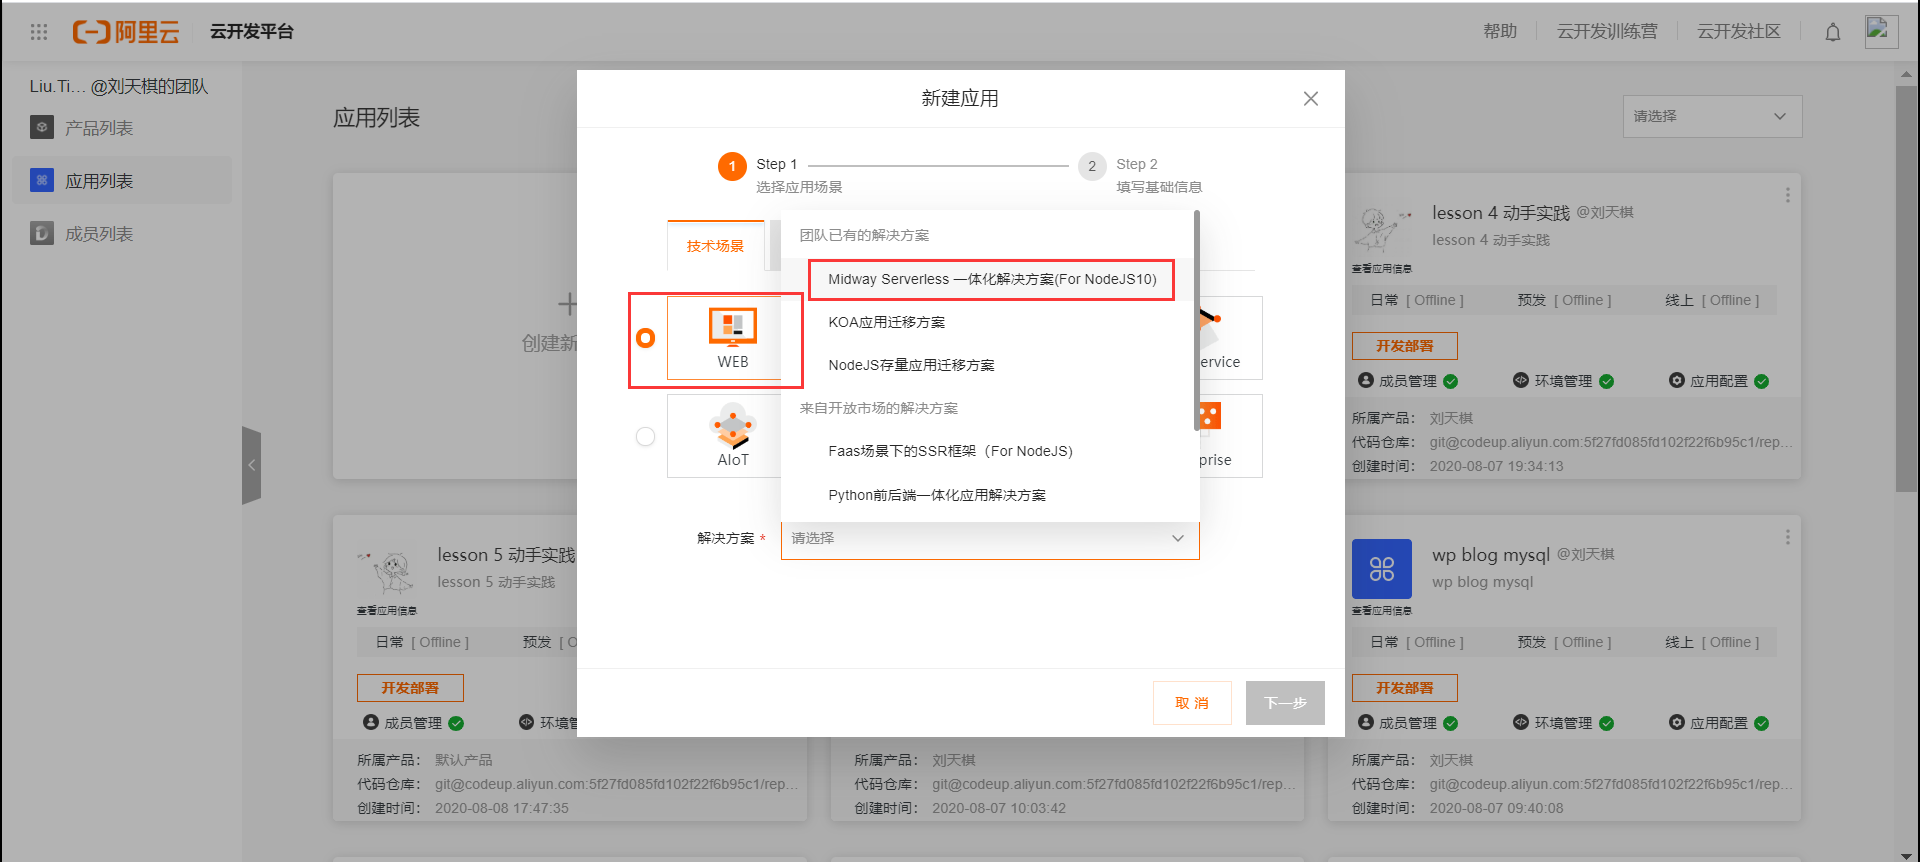 阿里云 云开发平台
帮助 云开发训练营 云开发社区
Liu.Ti... @刘天棋的团队
产品列表
应用列表
成员列表
应用列表
请选择
创建新
新建应用
1 Step 1
选择应用场景
2 Step 2
填写基础信息
技术场景
WEB
AIoT
ervice
prise
团队已有的解决方案
Midway Serverless 一体化解决方案(For NodeJS10)
KOA应用迁移方案
NodeJS存量应用迁移方案
来自开放市场的解决方案
Faas场景下的SSR框架（For NodeJS)
Python前后端一体化应用解决方案
解决方案 * 请选择
取 消 下一步
lesson 4 动手实践 @刘天棋
lesson 4 动手实践
查看应用信息
日常 [ Offline ] 预发 [ Offline ] 线上 [ Offline ]
开发部署
成员管理 环境管理 应用配置
所属产品： 刘天棋
代码仓库： git@codeup.aliyun.com:5f27fd085fd102f22f6b95c1/rep...
创建时间： 2020-08-07 19:34:13
lesson 5 动手实践
lesson 5 动手实践
查看应用信息
日常 [ Offline ] 预发 [ O
开发部署
成员管理 环境管
所属产品： 默认产品
代码仓库： git@codeup.aliyun.com:5f27fd085fd102f22f6b95c1/rep...
创建时间： 2020-08-08 17:47:35
所属产品： 刘天棋
代码仓库： git@codeup.aliyun.com:5f27fd085fd102f22f6b95c1/rep...
创建时间： 2020-08-07 10:03:42
wp blog mysql @刘天棋
wp blog mysql
查看应用信息
日常 [ Offline ] 预发 [ Offline ] 线上 [ Offline ]
开发部署
成员管理 环境管理 应用配置
所属产品： 刘天棋
代码仓库： git@codeup.aliyun.com:5f27fd085fd102f22f6b95c1/rep...
创建时间： 2020-08-07 09:40:08